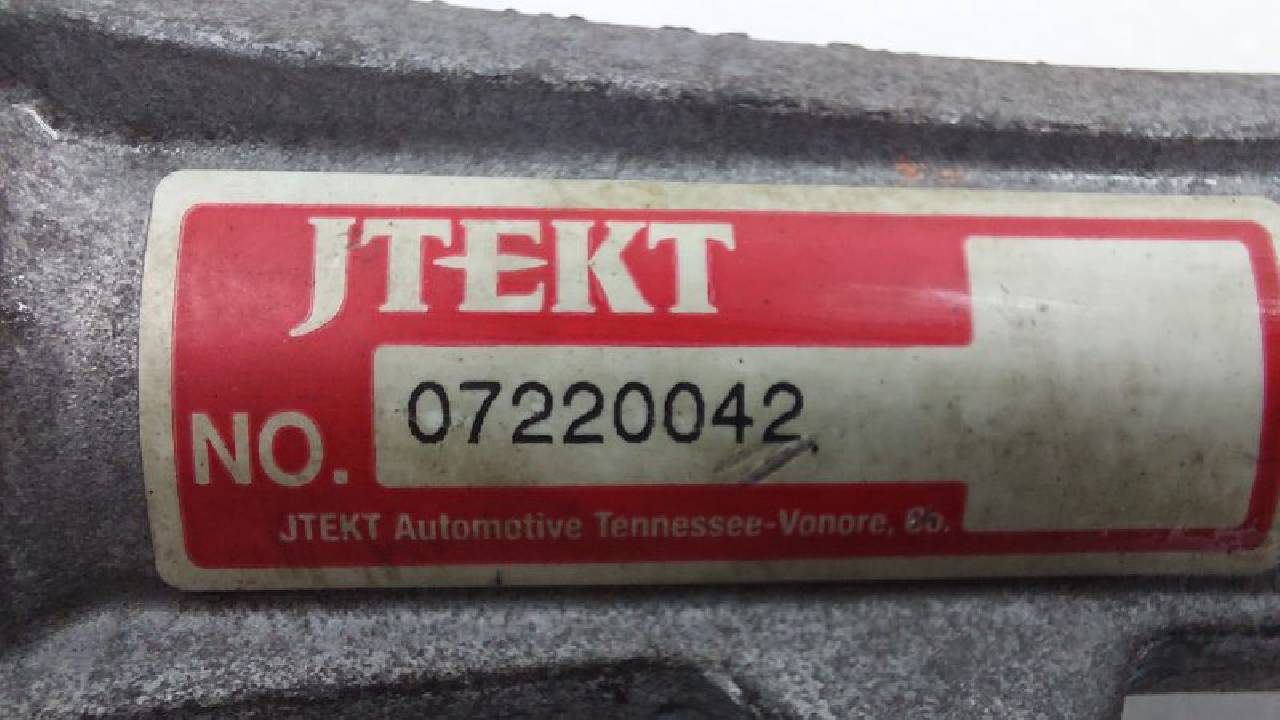 JTEKT
NO. 07220042
JTEKT Automotive Tennessee-Vonore, Co.